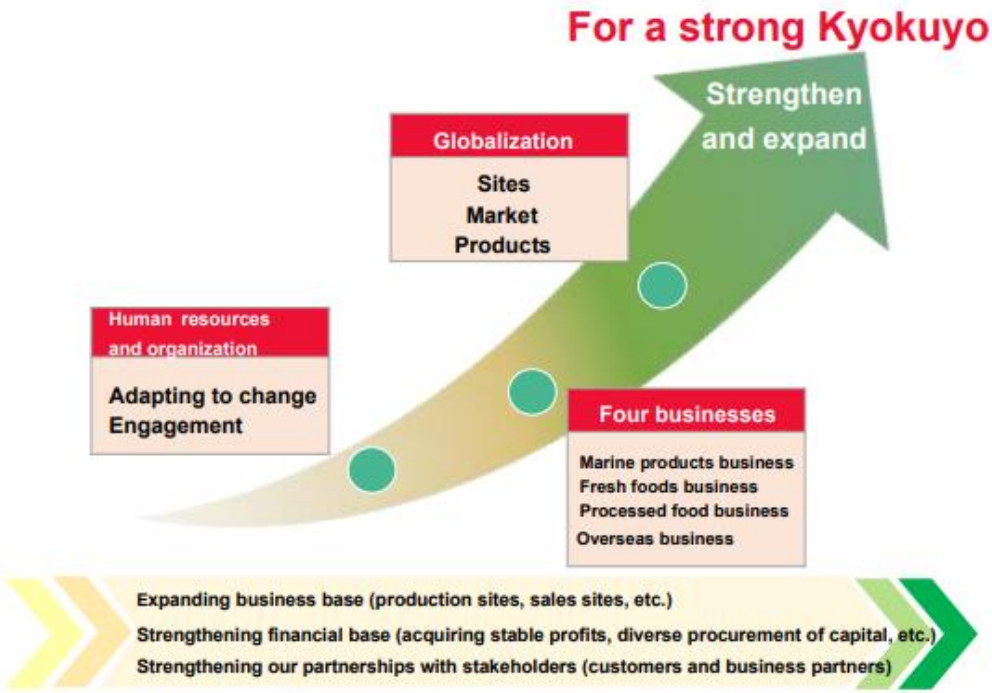 For a strong Kyokuyo
Strengthen
and expand
Globalization
Sites
Market
Products
Human resources
and organization
Adapting to change
Engagement
Four businesses
Marine products business
Fresh foods business
Processed food business
Overseas business
Expanding business base (production sites, sales sites, etc.)
Strengthening financial base (acquiring stable profits, diverse procurement of capital, etc.)
Strengthening our partnerships with stakeholders (customers and business partners)